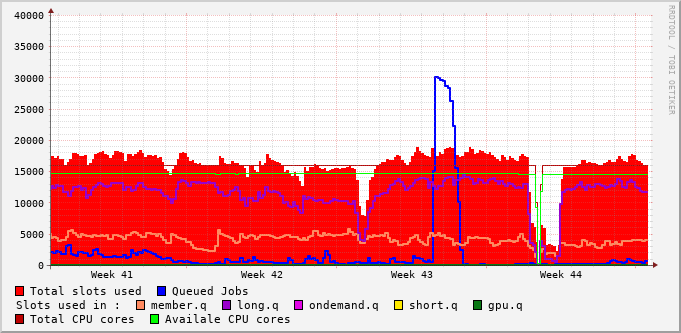 RRDTOOL / TOBI OETIKER
40000
35000
30000
25000
20000
15000
10000
5000
0
Week 41 Week 42 Week 43 Week 44
Total slots used Queued Jobs
Slots used in : member.q long.q ondemand.q short.q gpu.q
Total CPU cores Availale CPU cores